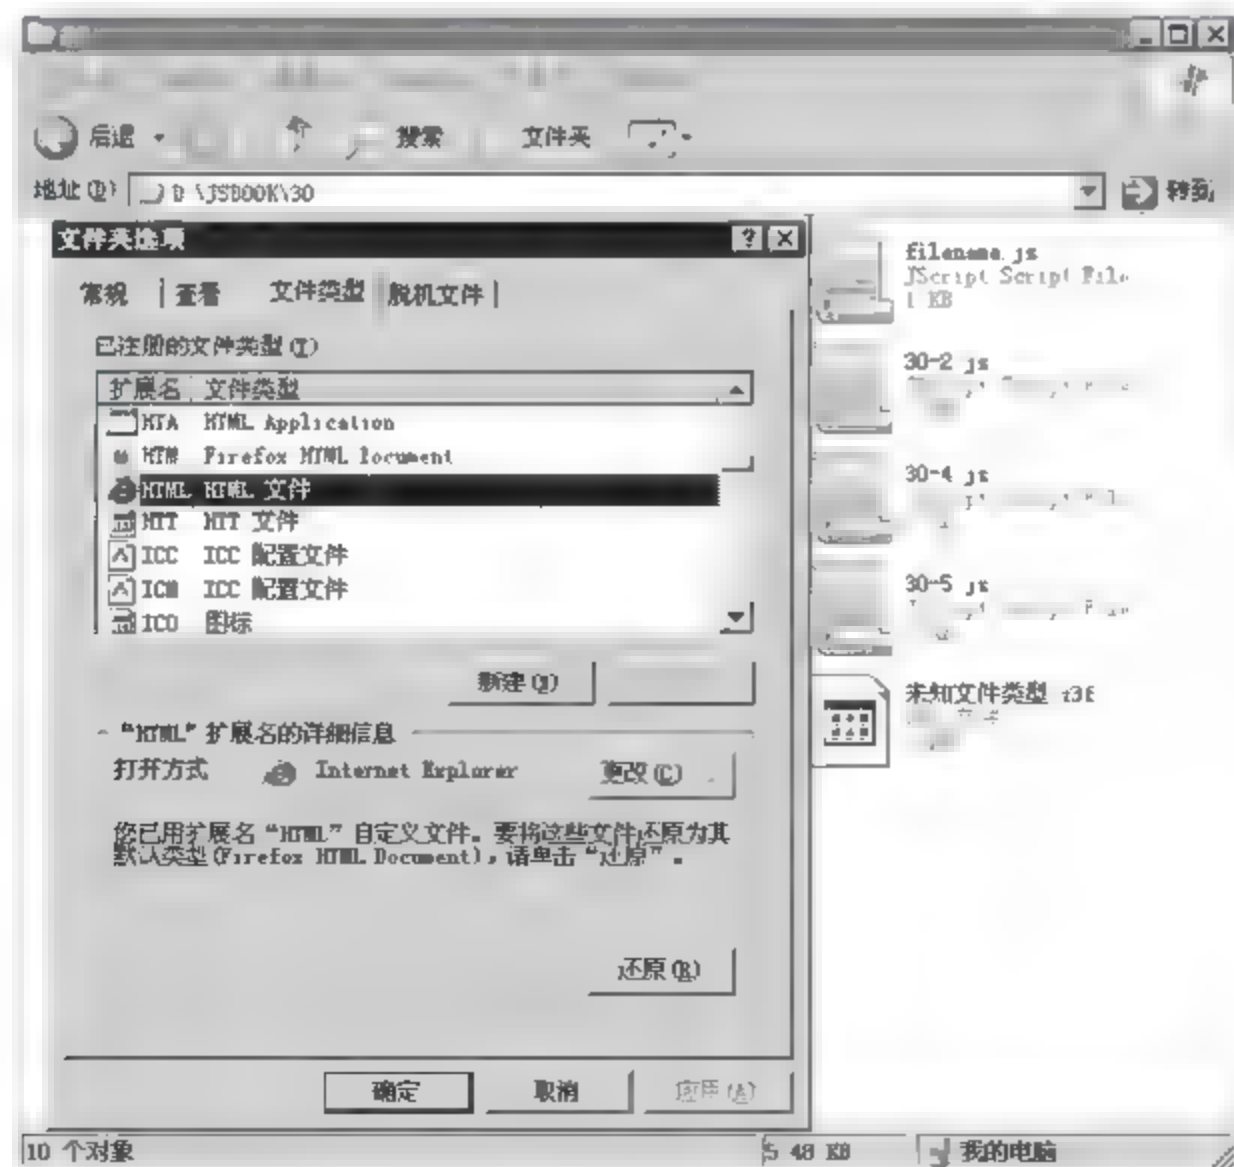 后退 搜索 文件夹
地址(D) D \JSBOOK\30 转到
文件夹选项
常规 查看 文件类型 脱机文件
已注册的文件类型(T)
扩展名 文件类型
HTA HTML Application
HTM Firefox HTML Document
HTML HTML 文件
HTT HTT 文件
ICC ICC 配置文件
ICM ICC 配置文件
ICO 图标
新建(N)
“HTML”扩展名的详细信息
打开方式 Internet Explorer 更改(C)
您已用扩展名“HTML”自定义文件。要将这些文件还原为其
默认类型(Firefox HTML Document),请单击“还原”。
还原(R)
确定 取消 应用(A)
filename.js
JScript Script File
1 KB
30-2 js
30-4 js
30-5 js
未知文件类型
10 个对象 5 48 KB 我的电脑